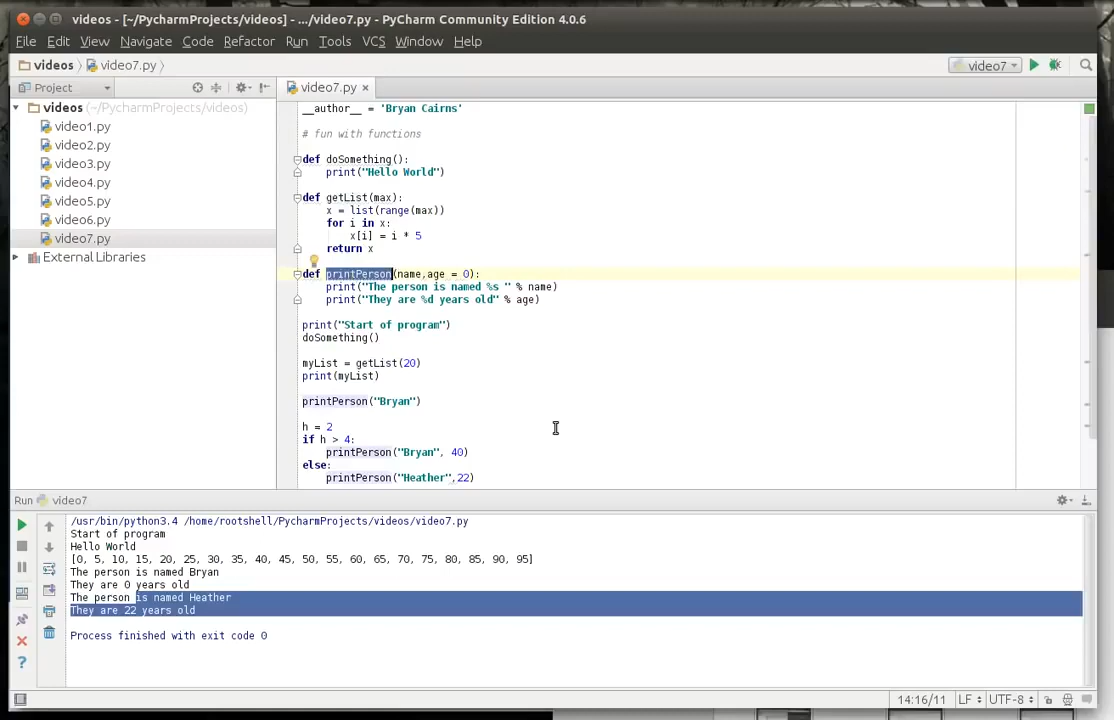 videos - [~/PycharmProjects/videos] - .../video7.py - PyCharm Community Edition 4.0.6
File Edit View Navigate Code Refactor Run Tools VCS Window Help
videos video7.py video7
Project video7.py ×
videos (~/PycharmProjects/videos)
video1.py
video2.py
video3.py
video4.py
video5.py
video6.py
video7.py
External Libraries
__author__ = 'Bryan Cairns'
# fun with functions
def doSomething():
print("Hello World")
def getList(max):
x = list(range(max))
for i in x:
x[i] = i * 5
return x
def printPerson(name,age = 0):
print("The person is named %s " % name)
print("They are %d years old" % age)
print("Start of program")
doSomething()
myList = getList(20)
print(myList)
printPerson("Bryan")
h = 2
if h > 4:
printPerson("Bryan", 40)
else:
printPerson("Heather",22)
Run video7
/usr/bin/python3.4 /home/rootshell/PycharmProjects/videos/video7.py
Start of program
Hello World
[0, 5, 10, 15, 20, 25, 30, 35, 40, 45, 50, 55, 60, 65, 70, 75, 80, 85, 90, 95]
The person is named Bryan
They are 0 years old
The person is named Heather
They are 22 years old
Process finished with exit code 0
14:16/11 LF UTF-8